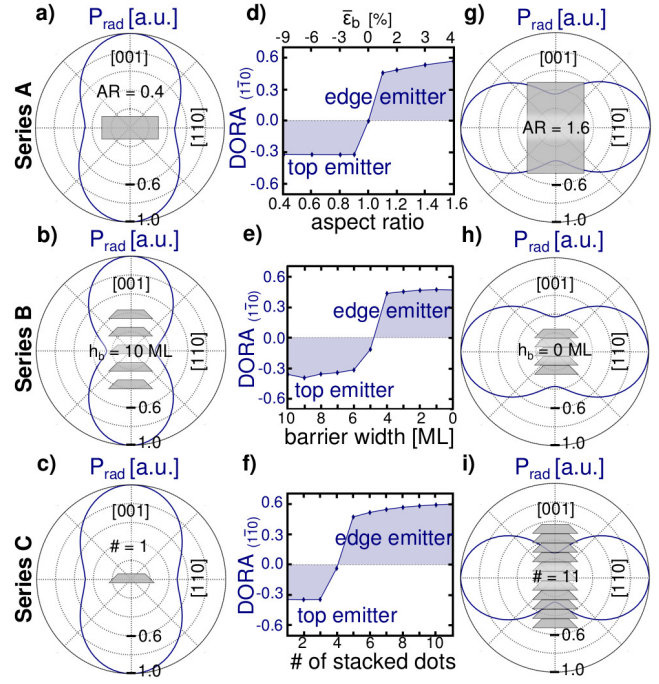 a)
P_rad [a.u.]
[001]
AR = 0.4
[110]
0.6
1.0
Series A
d)
ε̄_b [%]
-9 -6 -3 0 2 3 4
0.6
0.3
0.0
-0.3
-0.6
DORA (11̄0)
edge emitter
top emitter
0.4 0.6 0.8 1.0 1.2 1.4 1.6
aspect ratio
g)
P_rad [a.u.]
[001]
AR = 1.6
[110]
0.6
1.0
b)
P_rad [a.u.]
[001]
h_b = 10 ML
[110]
0.6
1.0
Series B
e)
0.6
0.3
0.0
-0.3
-0.6
DORA (11̄0)
edge emitter
top emitter
10 8 6 4 2 0
barrier width [ML]
h)
P_rad [a.u.]
[001]
h_b = 0 ML
[110]
0.6
1.0
c)
P_rad [a.u.]
[001]
# = 1
[110]
0.6
1.0
Series C
f)
0.6
0.3
0.0
-0.3
-0.6
DORA (11̄0)
edge emitter
top emitter
2 4 6 8 10
# of stacked dots
i)
P_rad [a.u.]
[001]
# = 11
[110]
0.6
1.0